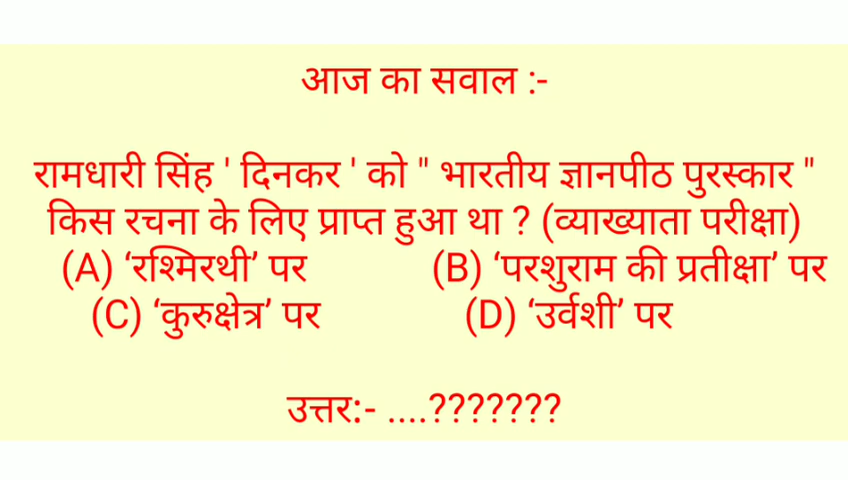 आज का सवाल :-
रामधारी सिंह ' दिनकर ' को " भारतीय ज्ञानपीठ पुरस्कार "
किस रचना के लिए प्राप्त हुआ था ? (व्याख्याता परीक्षा)
(A) ‘रश्मिरथी’ पर (B) ‘परशुराम की प्रतीक्षा’ पर
(C) ‘कुरुक्षेत्र’ पर (D) ‘उर्वशी’ पर
उत्तर:- ....???????